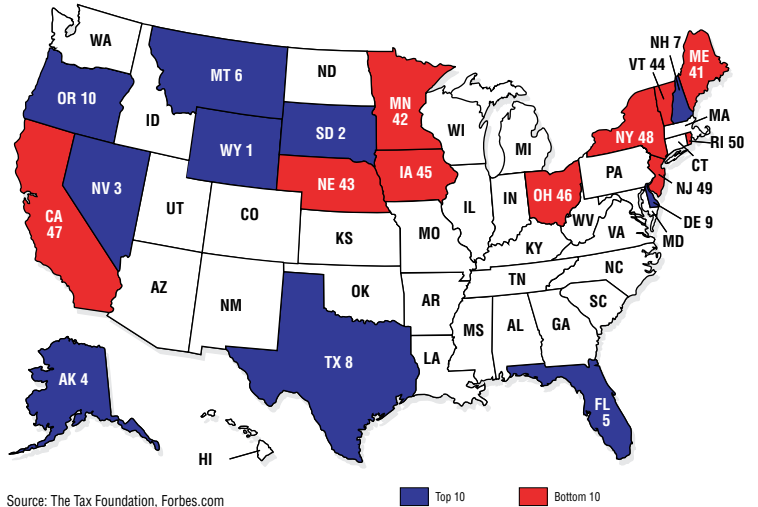 WA
MT 6
ND
MN
42
NH 7
VT 44
ME
41
OR 10
ID
SD 2
WI
MA
NY 48
RI 50
WY 1
MI
CT
NV 3
NE 43
IA 45
PA
NJ 49
CA
47
UT
CO
IL
IN
OH 46
WV
DE 9
KS
MO
KY
VA
MD
AZ
NM
OK
AR
TN
NC
SC
MS
AL
GA
TX 8
LA
AK 4
FL
5
HI
Source: The Tax Foundation, Forbes.com
Top 10
Bottom 10